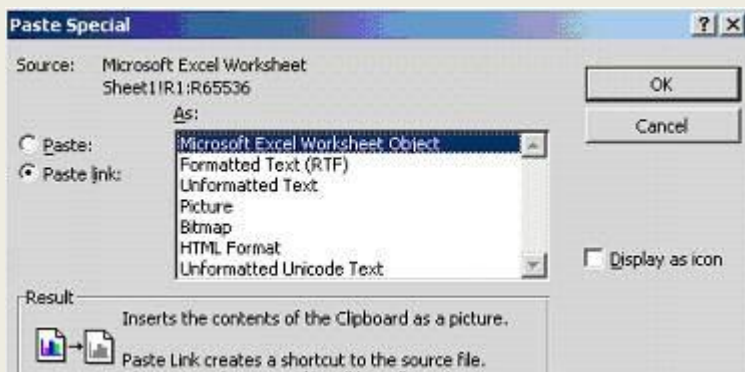 Paste Special
Source: Microsoft Excel Worksheet
Sheet1!R1:R65536
As:
Paste:
Paste link:
Microsoft Excel Worksheet Object
Formatted Text (RTF)
Unformatted Text
Picture
Bitmap
HTML Format
Unformatted Unicode Text
OK
Cancel
Display as icon
Result
Inserts the contents of the Clipboard as a picture.
Paste Link creates a shortcut to the source file.